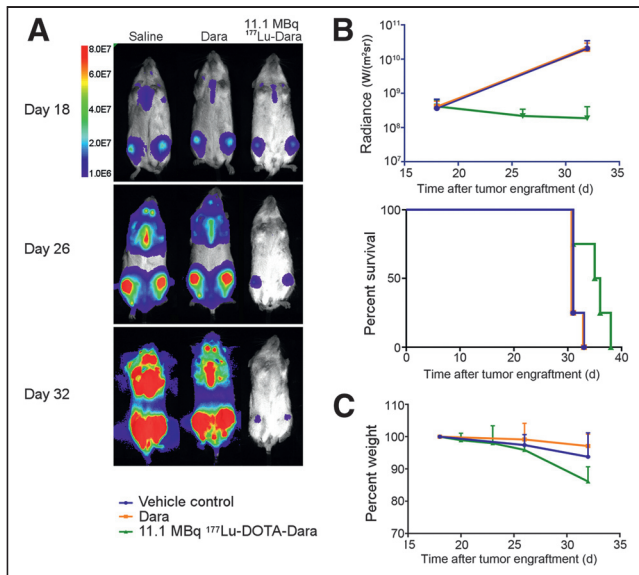 A
Saline
Dara
11.1 MBq
¹⁷⁷Lu-Dara
8.0E7
6.0E7
4.0E7
2.0E7
1.0E6
Day 18
Day 26
Day 32
Vehicle control
Dara
11.1 MBq ¹⁷⁷Lu-DOTA-Dara
B
Radiance (W/(m²sr))
10¹¹
10¹⁰
10⁹
10⁸
10⁷
15 20 25 30 35
Time after tumor engraftment (d)
Percent survival
100
50
0
0 10 20 30 40
Time after tumor engraftment (d)
C
Percent weight
110
100
90
80
70
15 20 25 30 35
Time after tumor engraftment (d)